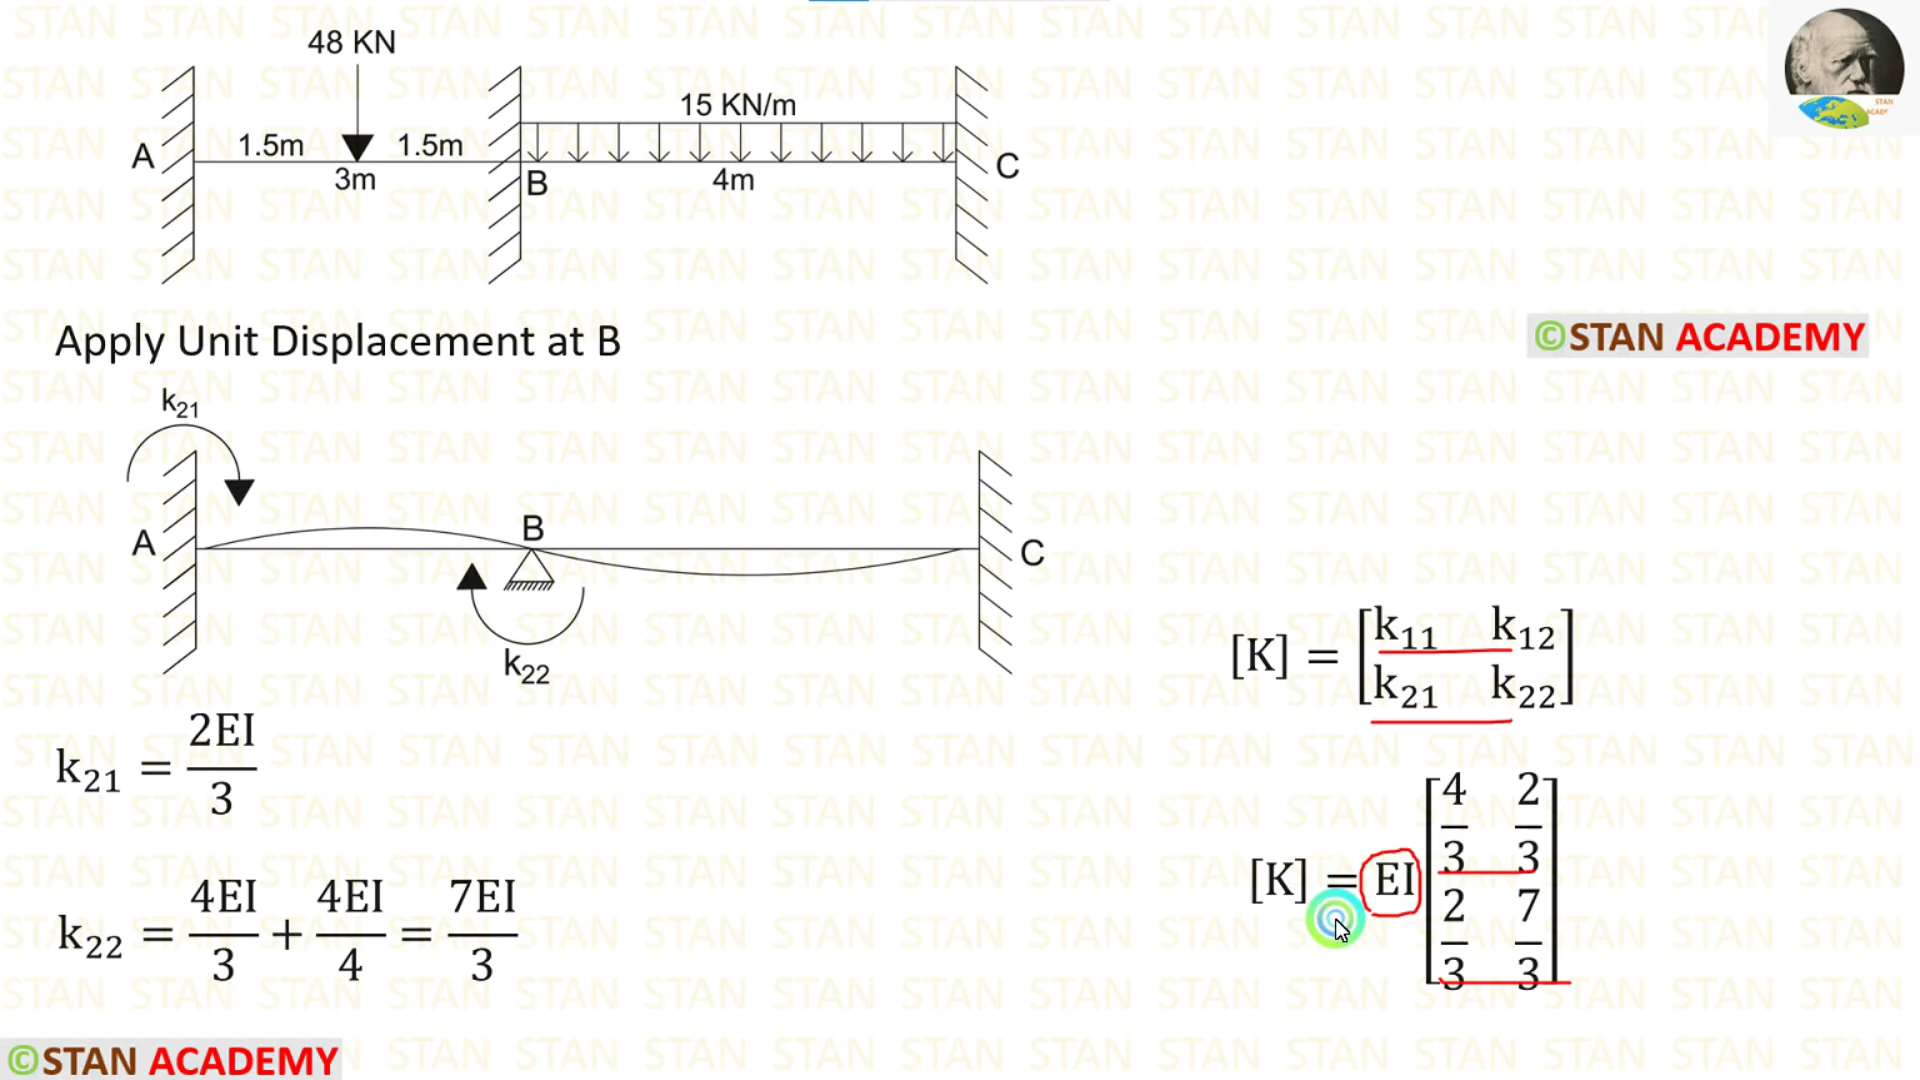 48 KN
15 KN/m
A
1.5m
1.5m
3m
B
4m
C
STAN
ACADEMY
Apply Unit Displacement at B
©STAN ACADEMY
k21
A
B
C
k22
[K] = [k11 k12
k21 k22]
k21 = 2EI/3
k22 = 4EI/3 + 4EI/4 = 7EI/3
[K] = EI [4/3 2/3
2/3 7/3]
©STAN ACADEMY